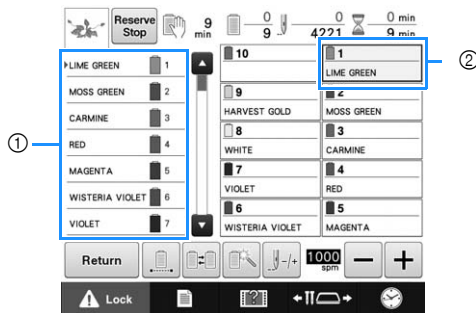 Reserve Stop 9 min 0 9 0 4221 0 min 9 min
▶LIME GREEN 1
MOSS GREEN 2
CARMINE 3
RED 4
MAGENTA 5
WISTERIA VIOLET 6
VIOLET 7
①
10
1
LIME GREEN
②
9
HARVEST GOLD
2
MOSS GREEN
8
WHITE
3
CARMINE
7
VIOLET
4
RED
6
WISTERIA VIOLET
5
MAGENTA
Return -/+ 1000 spm − +
Lock ?